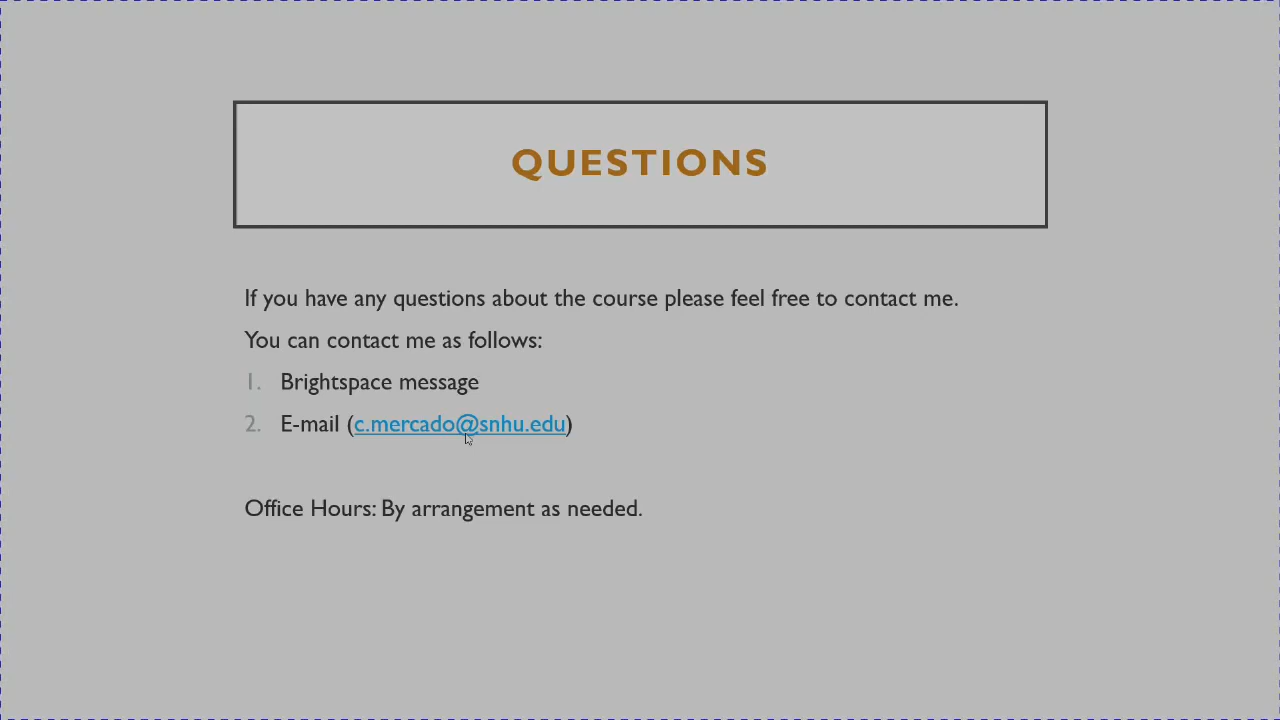 QUESTIONS
If you have any questions about the course please feel free to contact me.
You can contact me as follows:
1. Brightspace message
2. E-mail (c.mercado@snhu.edu)
Office Hours: By arrangement as needed.